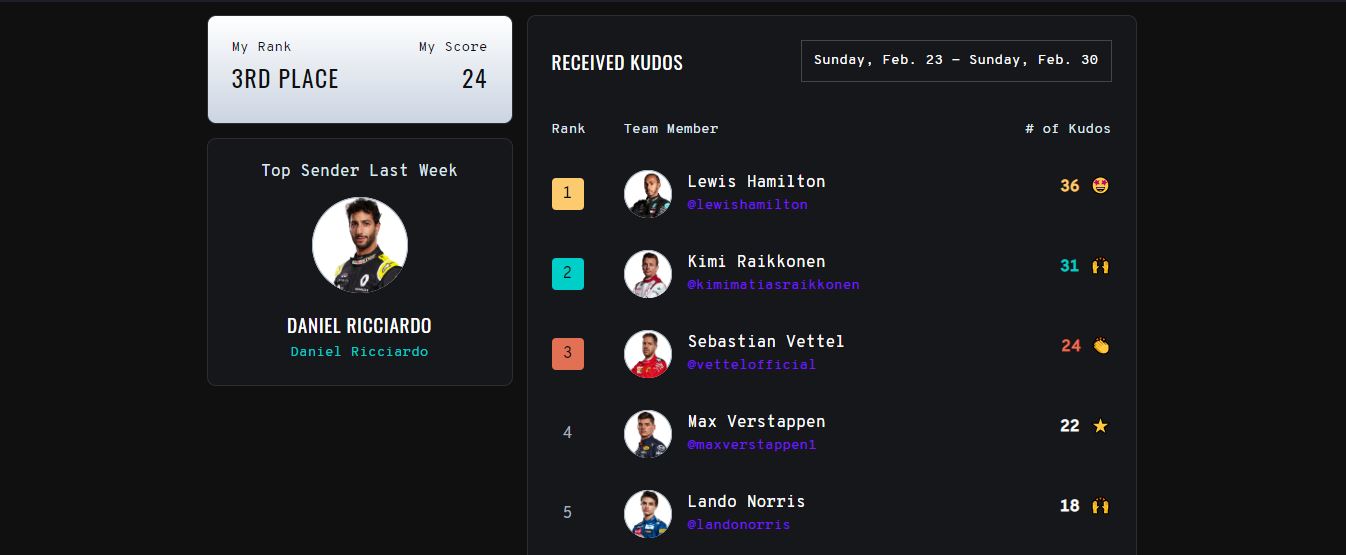 My Rank
My Score
3RD PLACE
24
Top Sender Last Week
DANIEL RICCIARDO
Daniel Ricciardo
RECEIVED KUDOS
Sunday, Feb. 23 – Sunday, Feb. 30
Rank
Team Member
# of Kudos
1
Lewis Hamilton
@lewishamilton
36
2
Kimi Raikkonen
@kimimatiasraikkonen
31
3
Sebastian Vettel
@vettelofficial
24
4
Max Verstappen
@maxverstappen1
22
5
Lando Norris
@landonorris
18